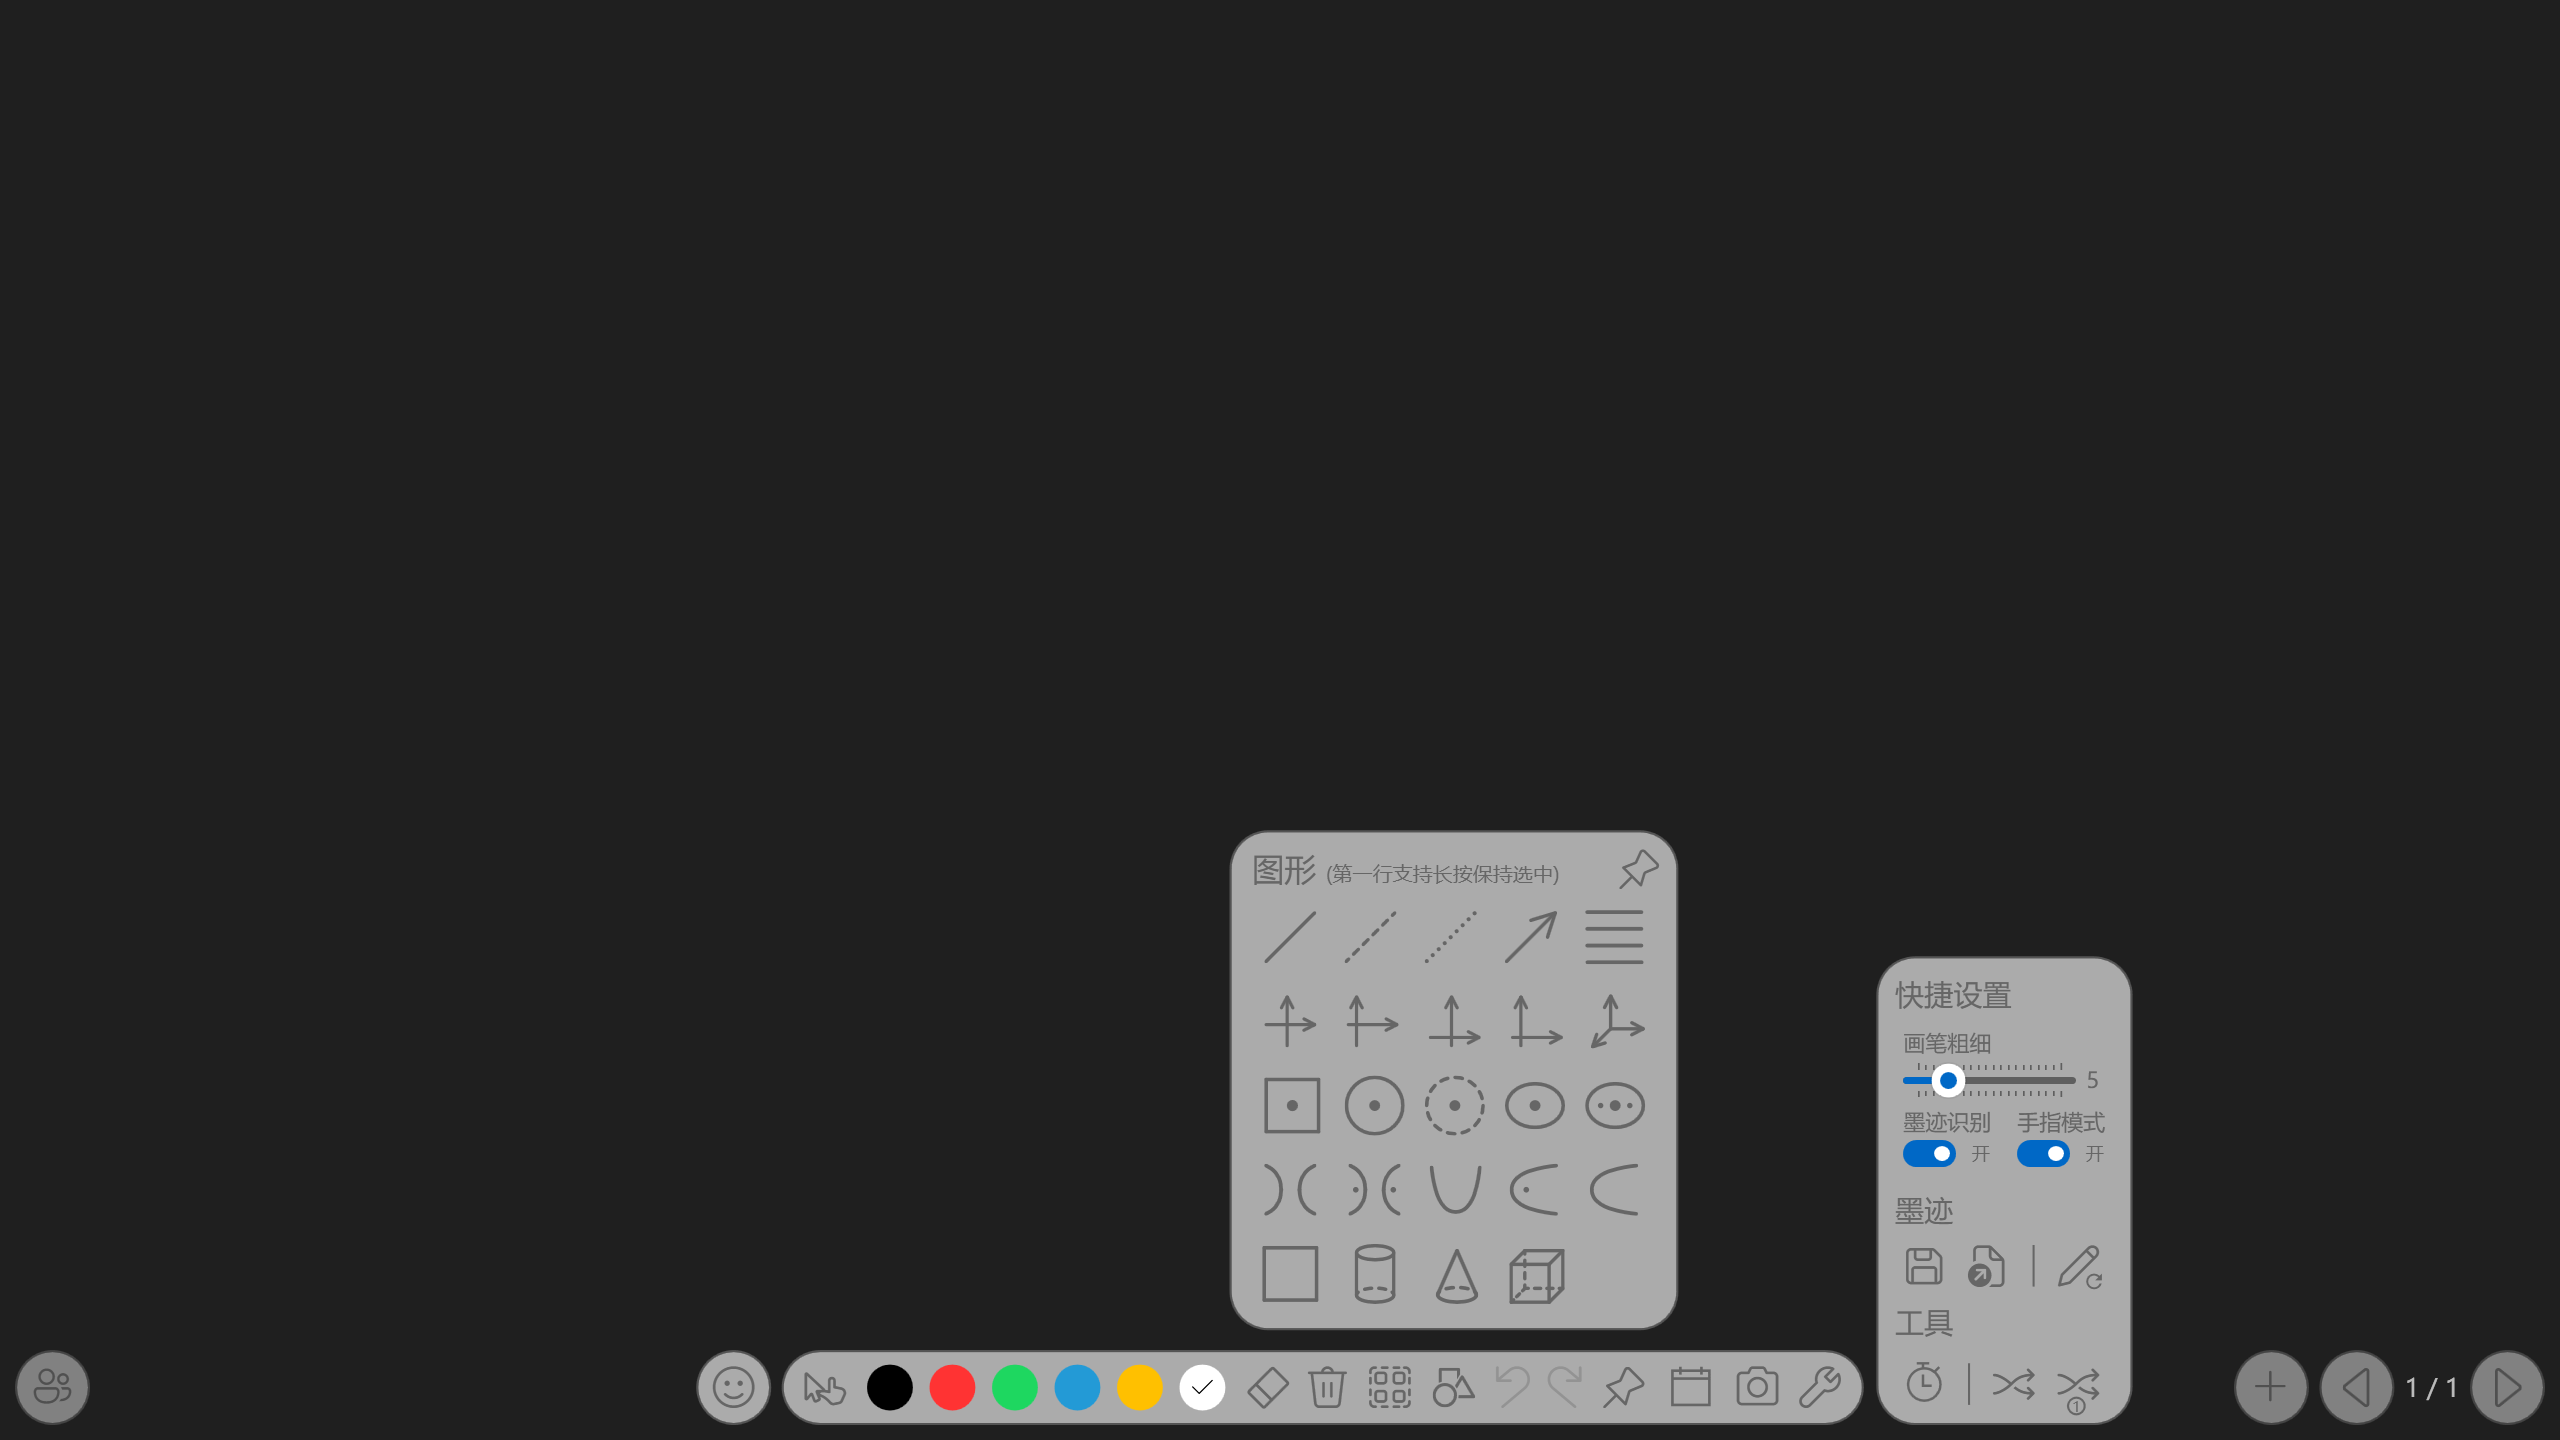 图形 (第一行支持长按保持选中)
快捷设置
画笔粗细
5
墨迹识别 手指模式
开 开
墨迹
工具
1
1 / 1